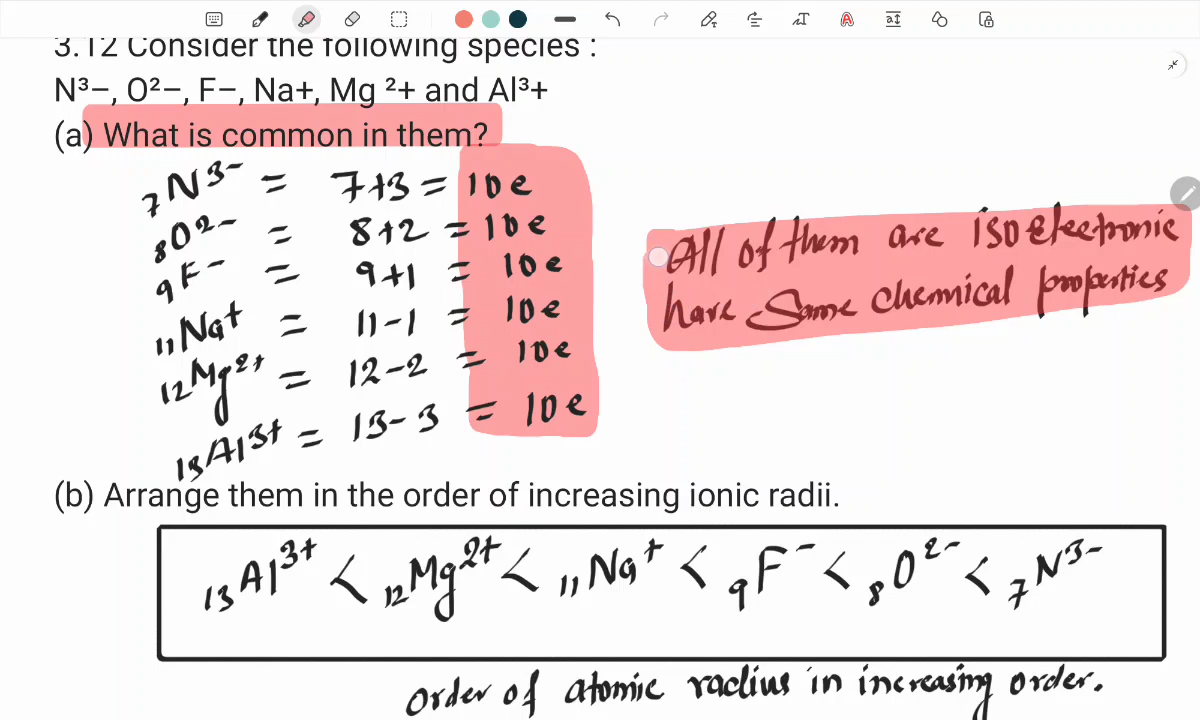 3.12 Consider the following species :
N³–, O²–, F–, Na+, Mg ²+ and Al³+
(a) What is common in them?
₇N³⁻ = 7+3 = 10e
₈O²⁻ = 8+2 = 10e
₉F⁻ = 9+1 = 10e
₁₁Na⁺ = 11-1 = 10e
₁₂Mg²⁺ = 12-2 = 10e
₁₃Al³⁺ = 13-3 = 10e
All of them are isoelectronic
have same chemical properties
(b) Arrange them in the order of increasing ionic radii.
₁₃Al³⁺ < ₁₂Mg²⁺ < ₁₁Na⁺ < ₉F⁻ < ₈O²⁻ < ₇N³⁻
order of atomic radius in increasing order.